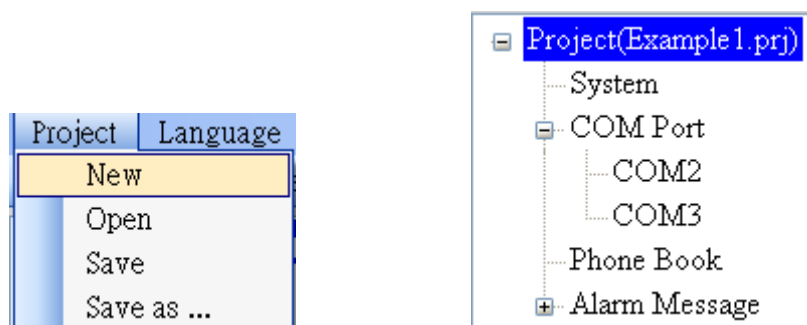 Project Language
New
Open
Save
Save as ...
Project(Example1.prj)
System
COM Port
COM2
COM3
Phone Book
Alarm Message